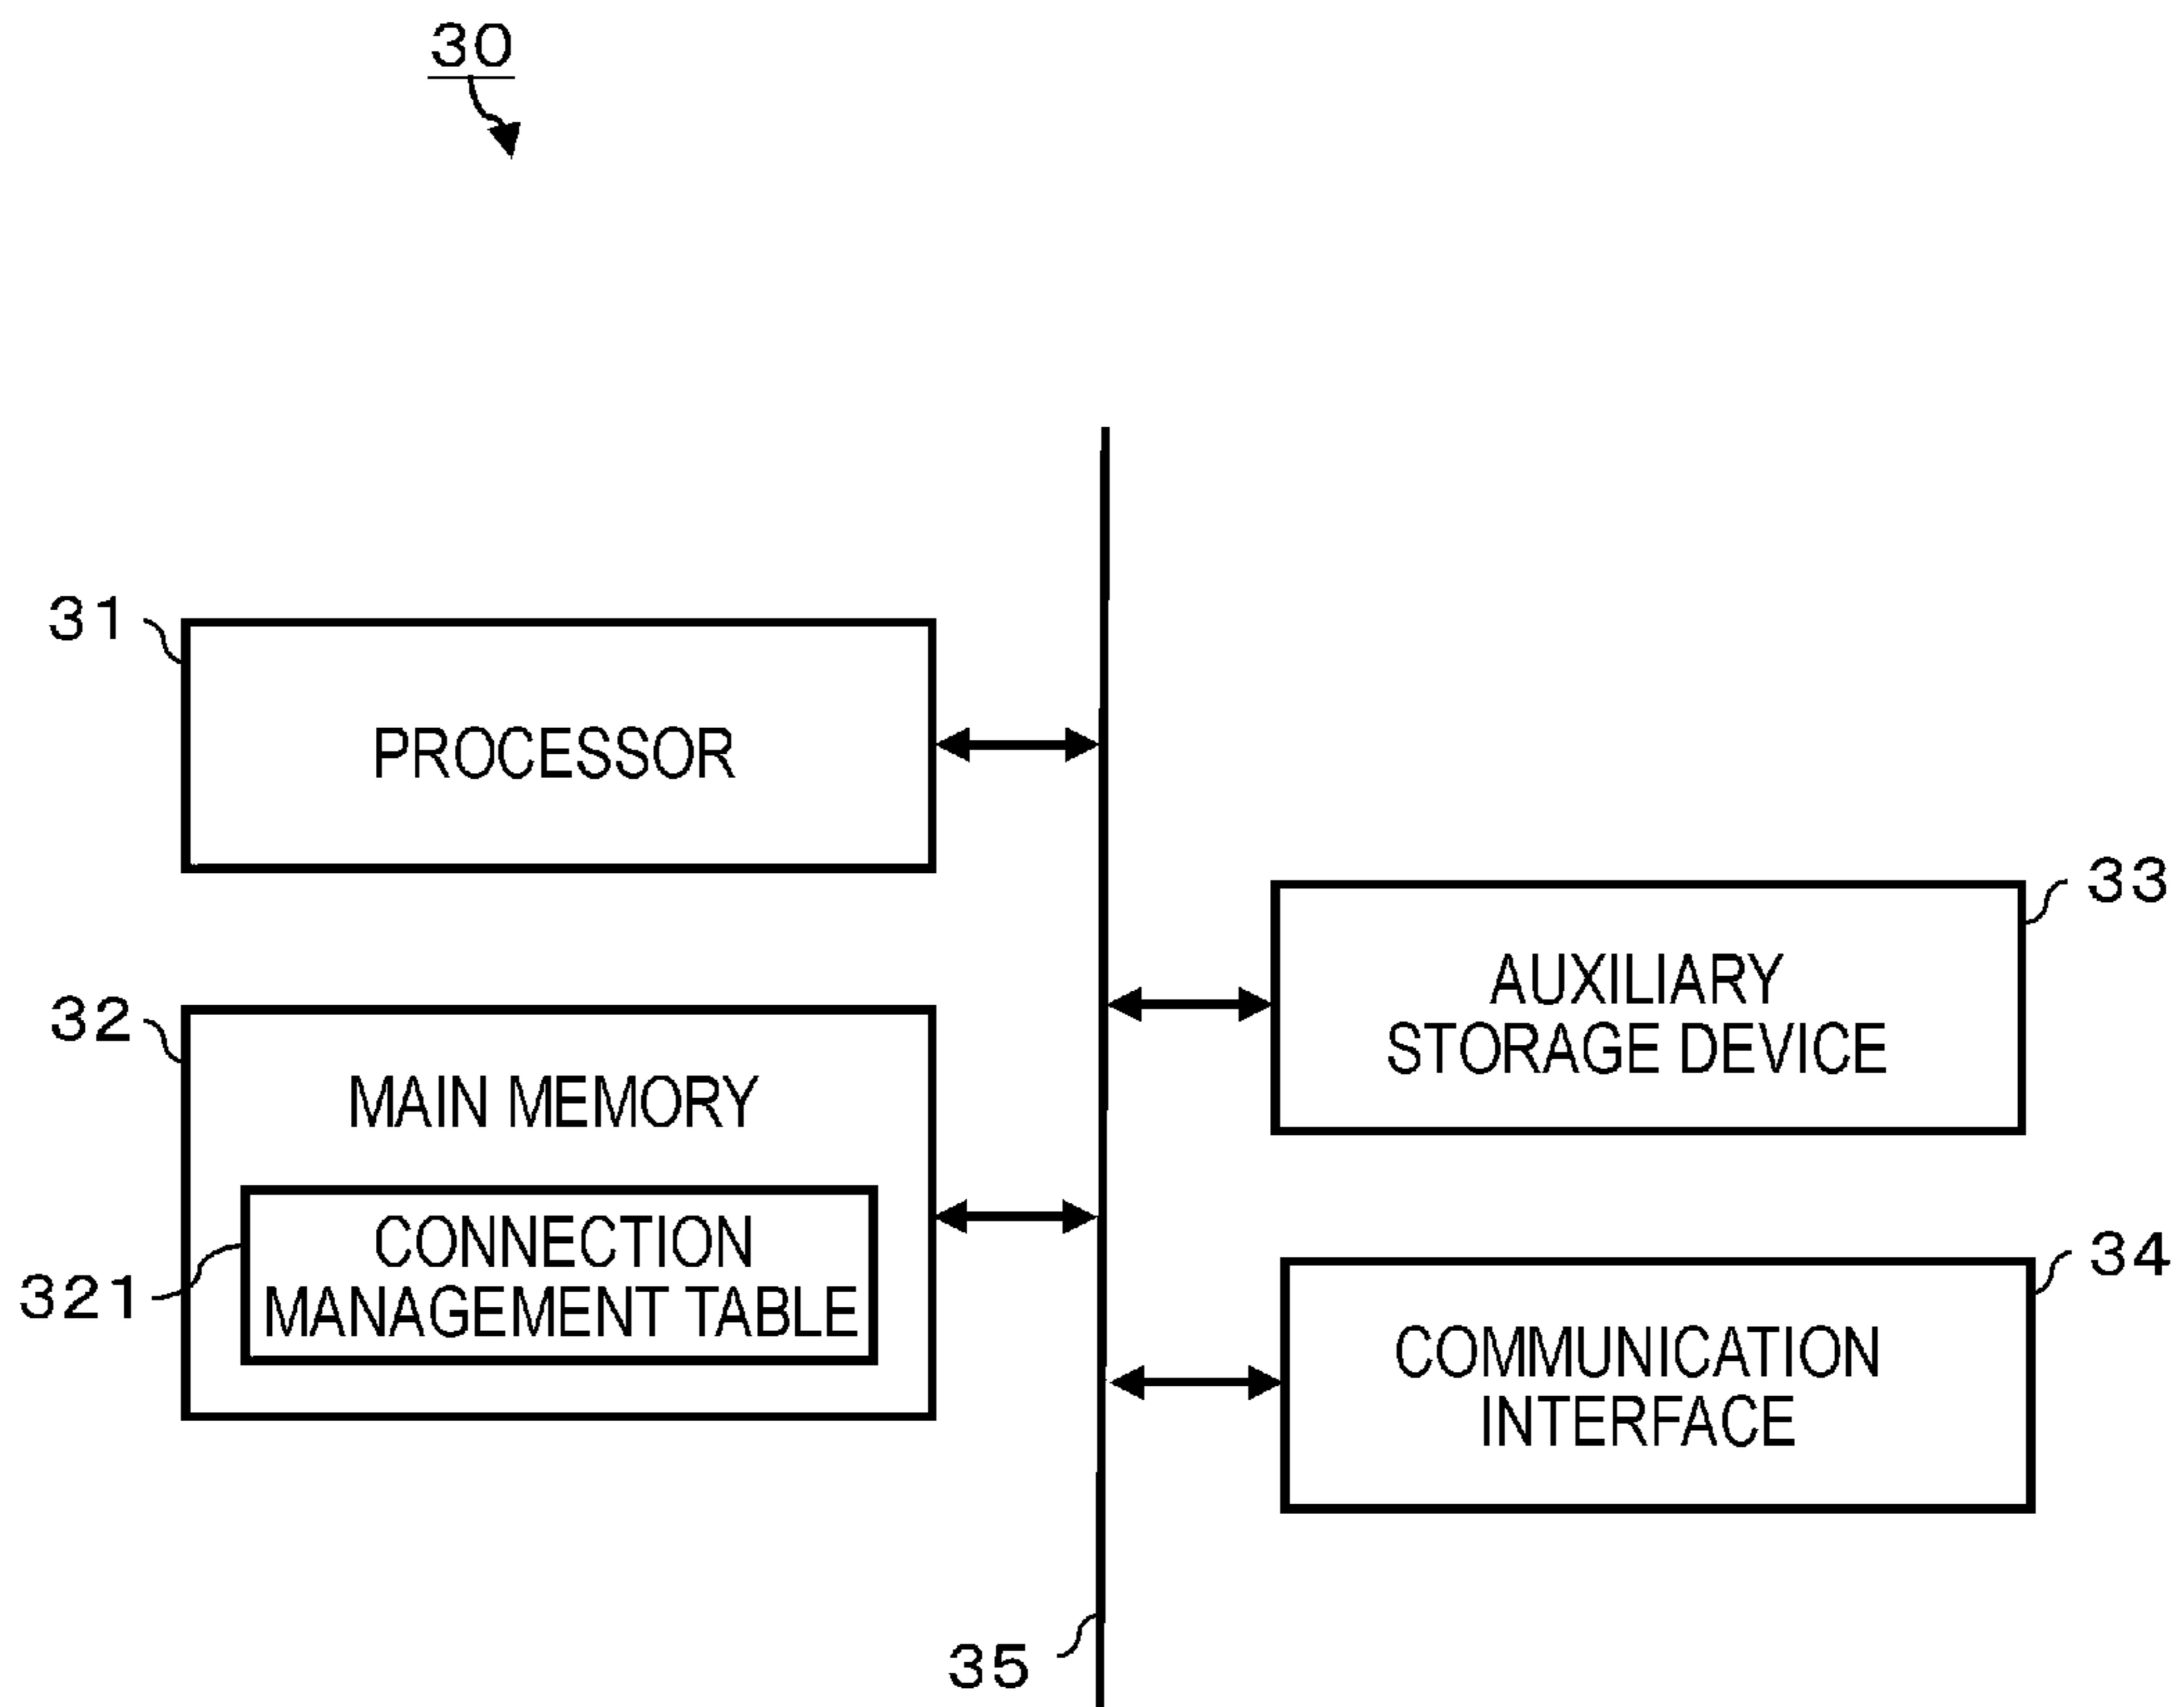 30
31
PROCESSOR
33
AUXILIARY
STORAGE DEVICE
32
MAIN MEMORY
CONNECTION
MANAGEMENT TABLE
321
34
COMMUNICATION
INTERFACE
35